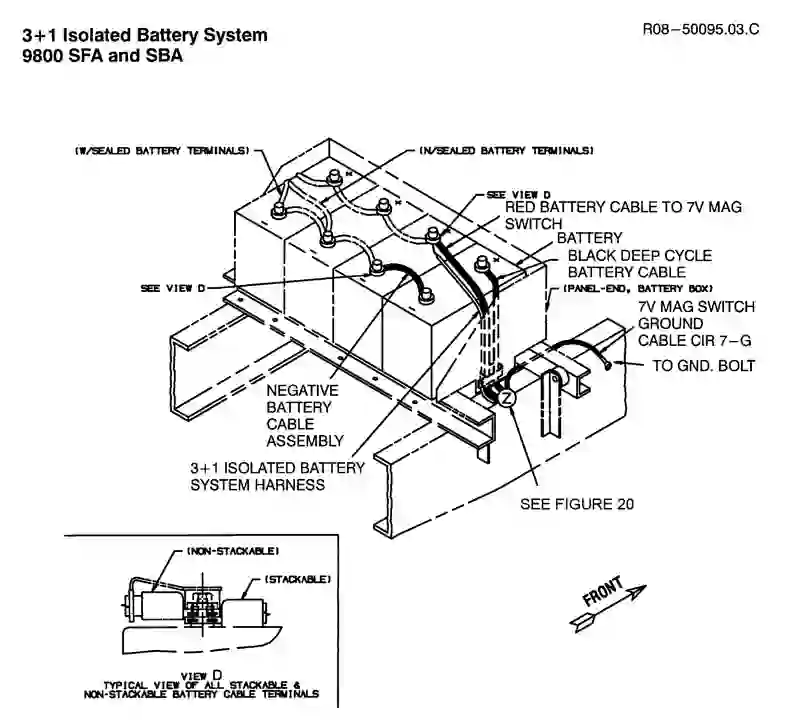 3+1 Isolated Battery System
9800 SFA and SBA
R08-50095.03.C
(W/SEALED BATTERY TERMINALS)
(N/SEALED BATTERY TERMINALS)
SEE VIEW D
RED BATTERY CABLE TO 7V MAG
SWITCH
BATTERY
BLACK DEEP CYCLE
BATTERY CABLE
(PANEL-END, BATTERY BOX)
SEE VIEW D
7V MAG SWITCH
GROUND
CABLE CIR 7-G
TO GND. BOLT
NEGATIVE
BATTERY
CABLE
ASSEMBLY
3+1 ISOLATED BATTERY
SYSTEM HARNESS
Z
SEE FIGURE 20
(NON-STACKABLE)
(STACKABLE)
FRONT
VIEW D
TYPICAL VIEW OF ALL STACKABLE &
NON-STACKABLE BATTERY CABLE TERMINALS